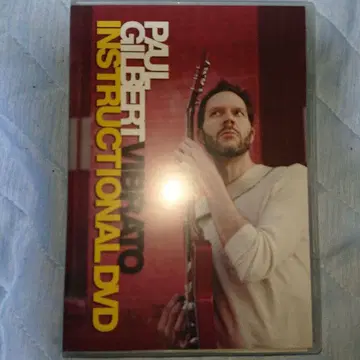 PAUL
GILBERT VIBRATO
INSTRUCTIONAL DVD